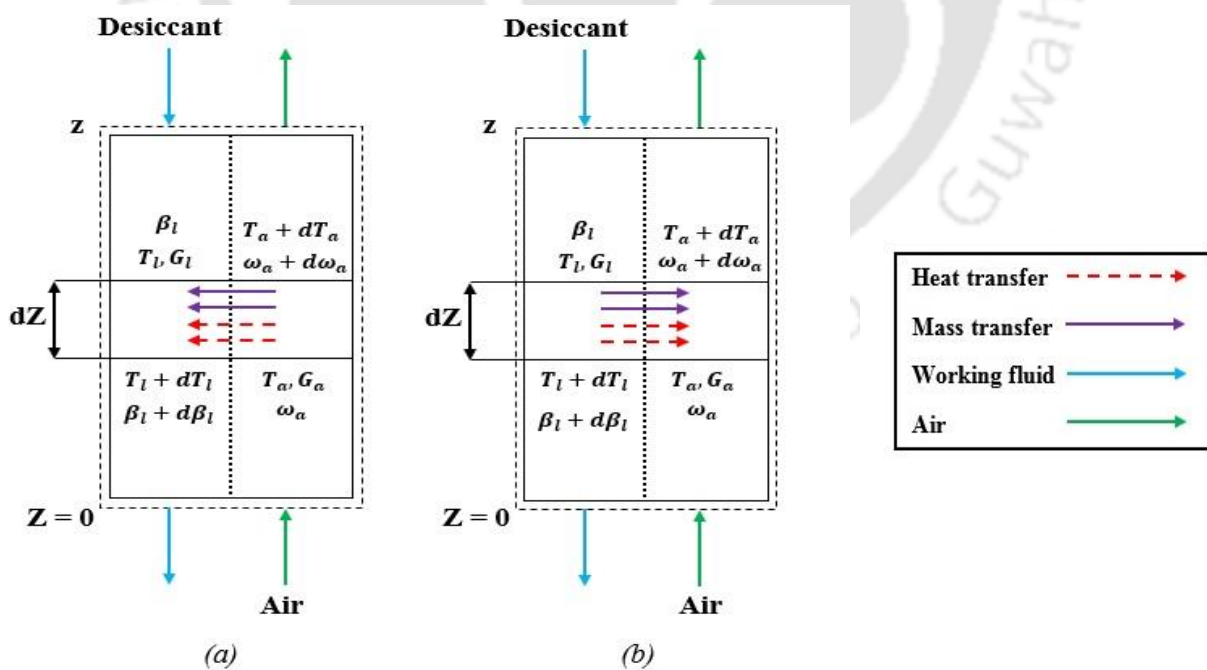 Desiccant
z
β_l
T_l, G_l
T_a + dT_a
ω_a + dω_a
dZ
T_l + dT_l
β_l + dβ_l
T_a, G_a
ω_a
Z = 0
Air
(a)
Desiccant
z
β_l
T_l, G_l
T_a + dT_a
ω_a + dω_a
dZ
T_l + dT_l
β_l + dβ_l
T_a, G_a
ω_a
Z = 0
Air
(b)
Heat transfer
Mass transfer
Working fluid
Air
Guwah